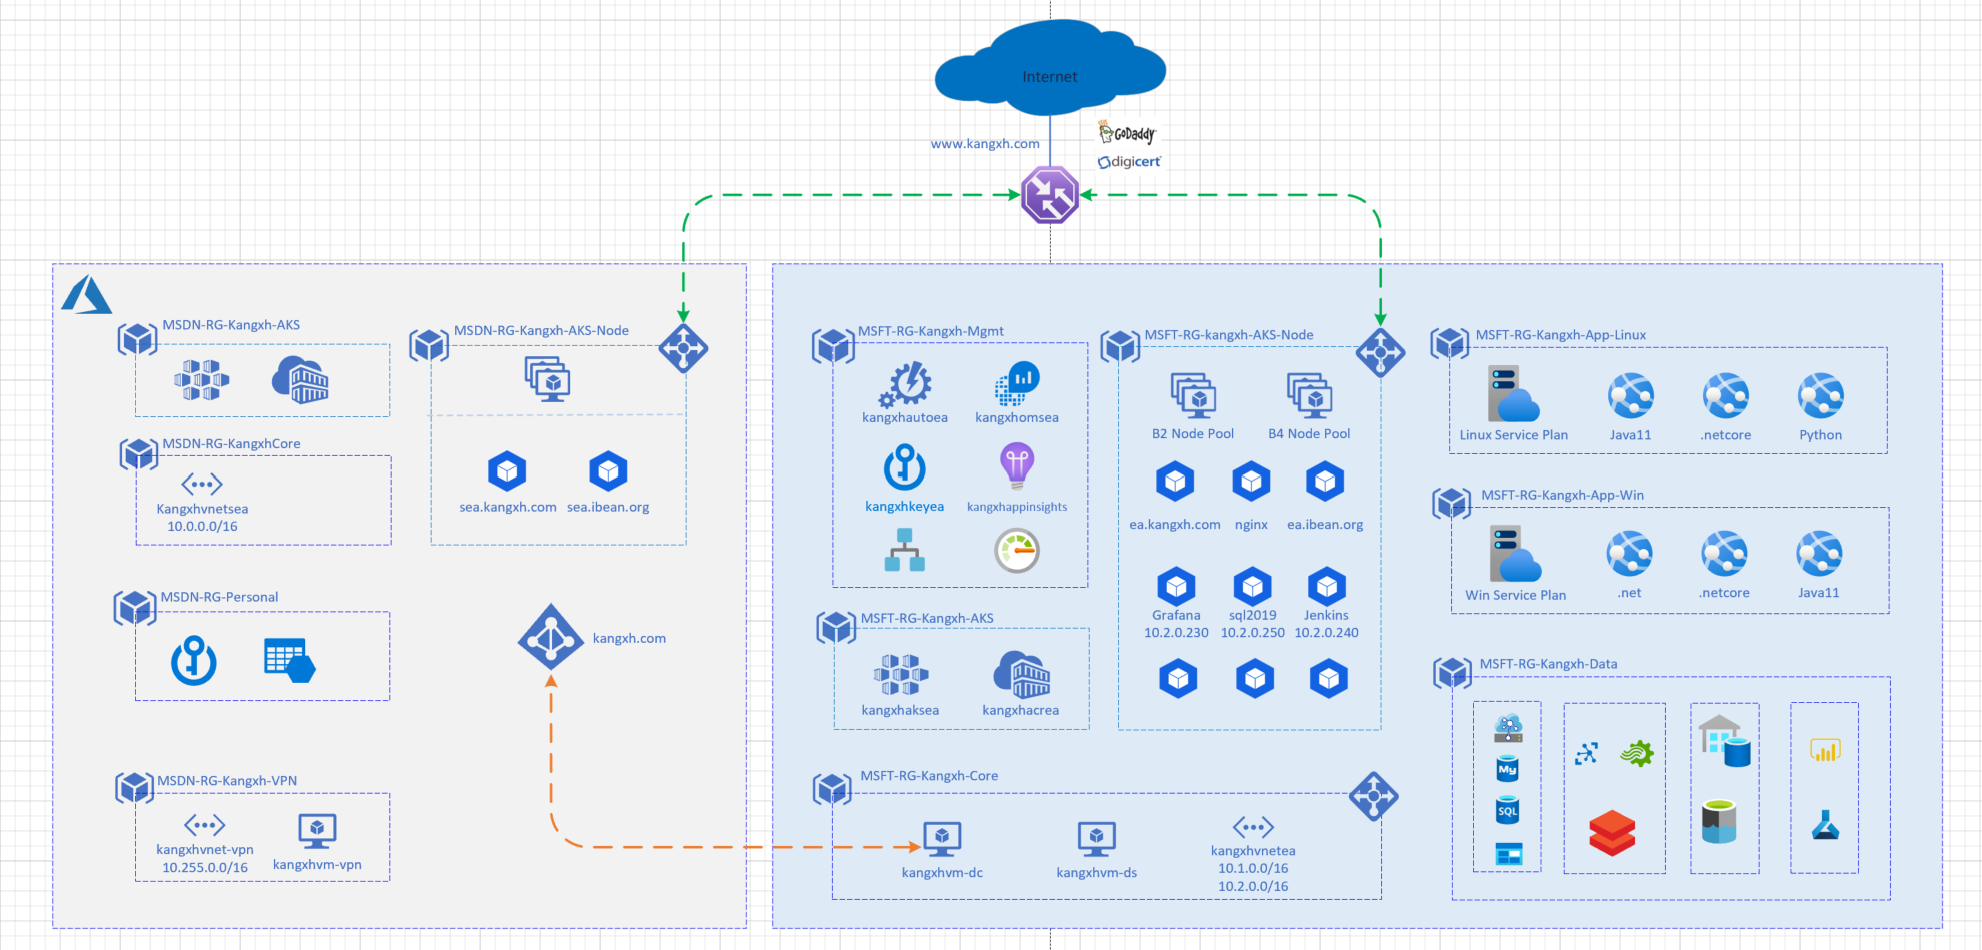 Internet
www.kangxh.com
GoDaddy
digicert
MSDN-RG-Kangxh-AKS
MSDN-RG-KangxhCore
Kangxhvnetsea
10.0.0.0/16
MSDN-RG-Personal
MSDN-RG-Kangxh-VPN
kangxhvnet-vpn
10.255.0.0/16
kangxhvm-vpn
MSDN-RG-Kangxh-AKS-Node
sea.kangxh.com
sea.ibean.org
kangxh.com
MSFT-RG-Kangxh-Mgmt
kangxhautoea
kangxhomsea
kangxhkeyea
kangxhappinsights
MSFT-RG-Kangxh-AKS
kangxhaksea
kangxhacrea
MSFT-RG-Kangxh-Core
kangxhvm-dc
kangxhvm-ds
kangxhvnetea
10.1.0.0/16
10.2.0.0/16
MSFT-RG-kangxh-AKS-Node
B2 Node Pool
B4 Node Pool
ea.kangxh.com
nginx
ea.ibean.org
Grafana
10.2.0.230
sql2019
10.2.0.250
Jenkins
10.2.0.240
MSFT-RG-Kangxh-App-Linux
Linux Service Plan
Java11
.netcore
Python
MSFT-RG-Kangxh-App-Win
Win Service Plan
.net
.netcore
Java11
MSFT-RG-Kangxh-Data
My
SQL